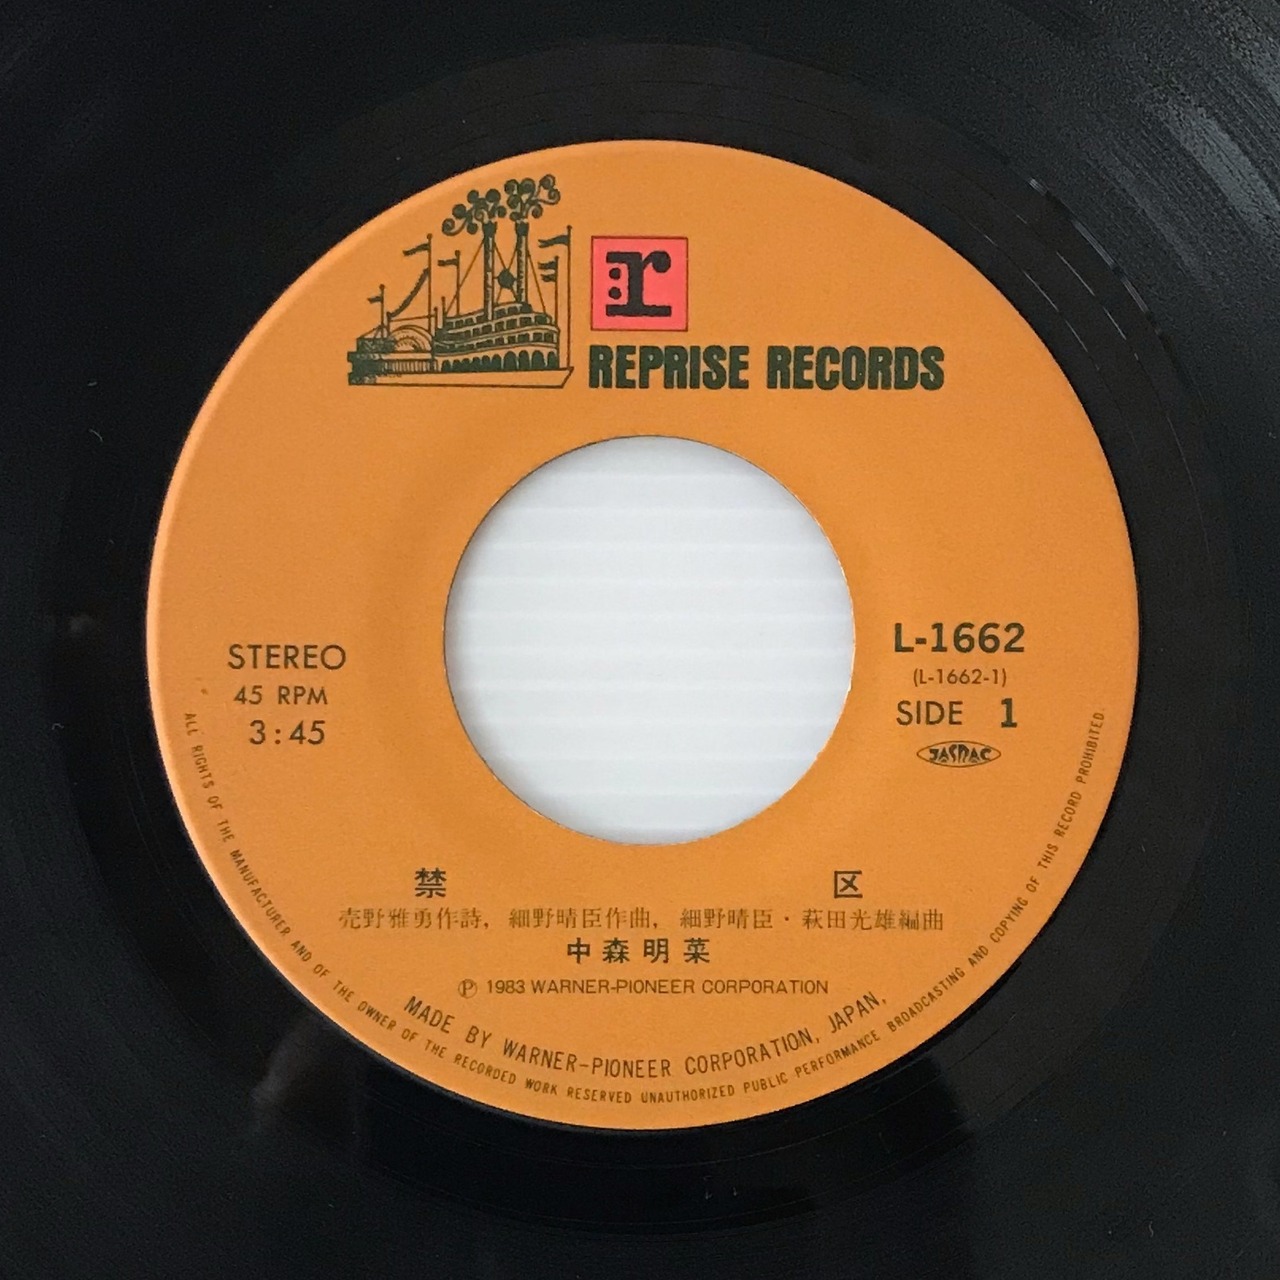 r
REPRISE RECORDS
STEREO
45 RPM
3:45
L-1662
(L-1662-1)
SIDE 1
JASRAC
禁 区
売野雅勇作詩, 細野晴臣作曲, 細野晴臣・萩田光雄編曲
中森明菜
Ⓟ 1983 WARNER-PIONEER CORPORATION
MADE BY WARNER-PIONEER CORPORATION, JAPAN,
ALL RIGHTS OF THE MANUFACTURER AND OF THE OWNER OF THE RECORDED WORK RESERVED UNAUTHORIZED PUBLIC PERFORMANCE BROADCASTING AND COPYING OF THIS RECORD PROHIBITED.